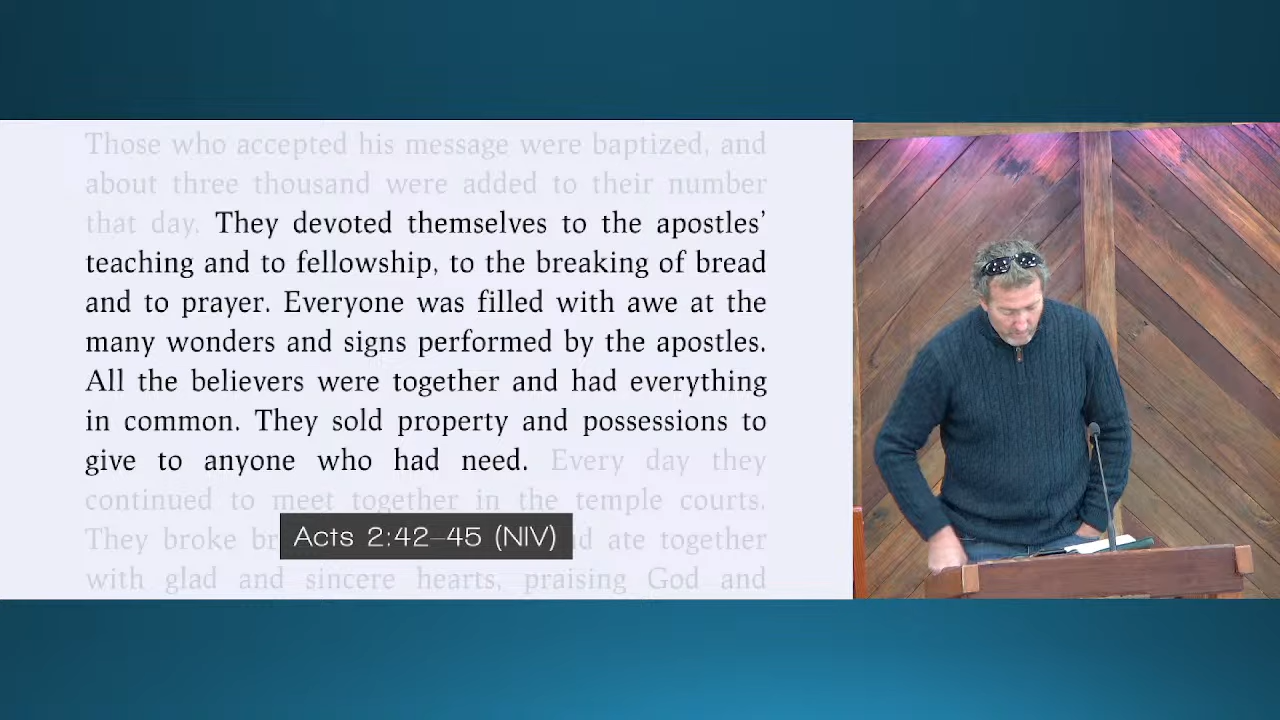 Those who accepted his message were baptized, and
about three thousand were added to their number
that day. They devoted themselves to the apostles’
teaching and to fellowship, to the breaking of bread
and to prayer. Everyone was filled with awe at the
many wonders and signs performed by the apostles.
All the believers were together and had everything
in common. They sold property and possessions to
give to anyone who had need. Every day they
continued to meet together in the temple courts.
They broke ate together
Acts 2:42–45 (NIV)
with glad and sincere hearts, praising God and